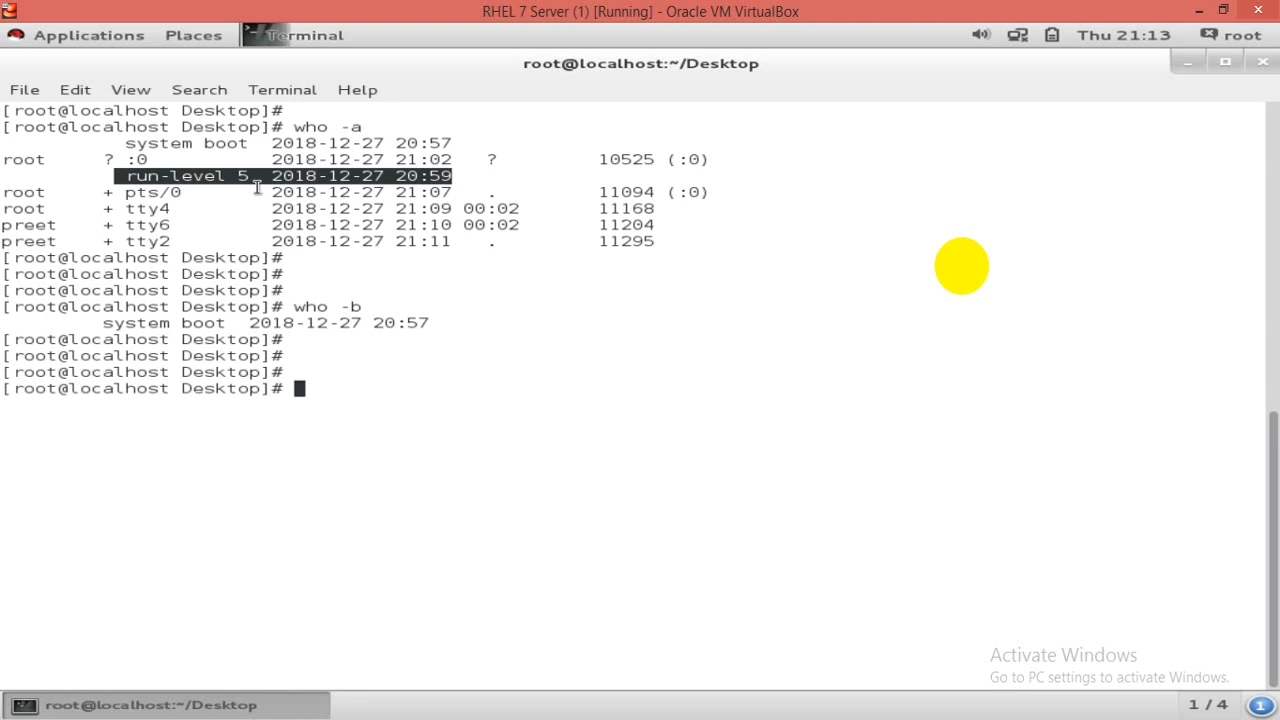 RHEL 7 Server (1) [Running] - Oracle VM VirtualBox
Applications Places Terminal Thu 21:13 root
root@localhost:~/Desktop
File Edit View Search Terminal Help
[root@localhost Desktop]#
[root@localhost Desktop]# who -a
system boot 2018-12-27 20:57
root ? :0 2018-12-27 21:02 ? 10525 (:0)
run-level 5 2018-12-27 20:59
root + pts/0 2018-12-27 21:07 . 11094 (:0)
root + tty4 2018-12-27 21:09 00:02 11168
preet + tty6 2018-12-27 21:10 00:02 11204
preet + tty2 2018-12-27 21:11 . 11295
[root@localhost Desktop]#
[root@localhost Desktop]#
[root@localhost Desktop]#
[root@localhost Desktop]# who -b
system boot 2018-12-27 20:57
[root@localhost Desktop]#
[root@localhost Desktop]#
[root@localhost Desktop]#
[root@localhost Desktop]#
Activate Windows
Go to PC settings to activate Windows.
root@localhost:~/Desktop 1 / 4 1